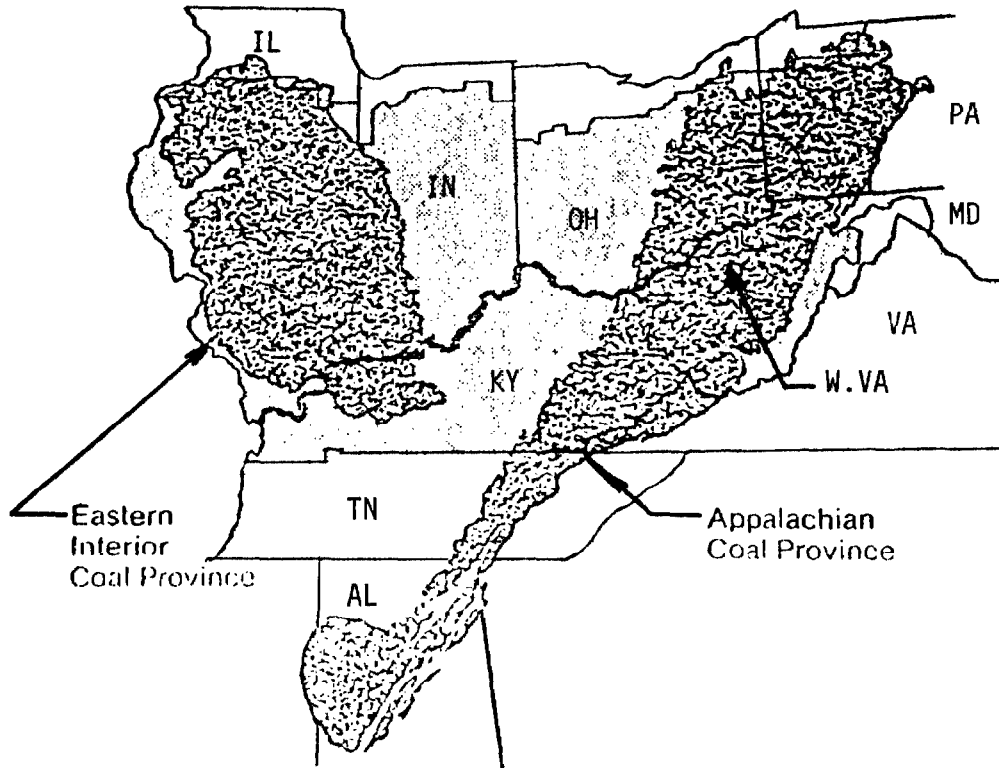 IL
PA
IN
OH
MD
VA
KY
W.VA
TN
Eastern
Interior
Coal Province
Appalachian
Coal Province
AL